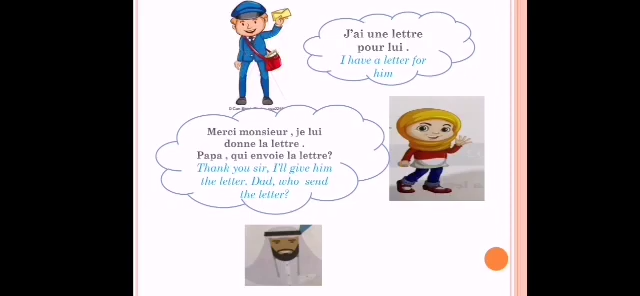 J'ai une lettre
pour lui .
I have a letter for
him
Merci monsieur , je lui
donne la lettre .
Papa , qui envoie la lettre?
Thank you sir, I'll give him
the letter. Dad, who  send
the letter?